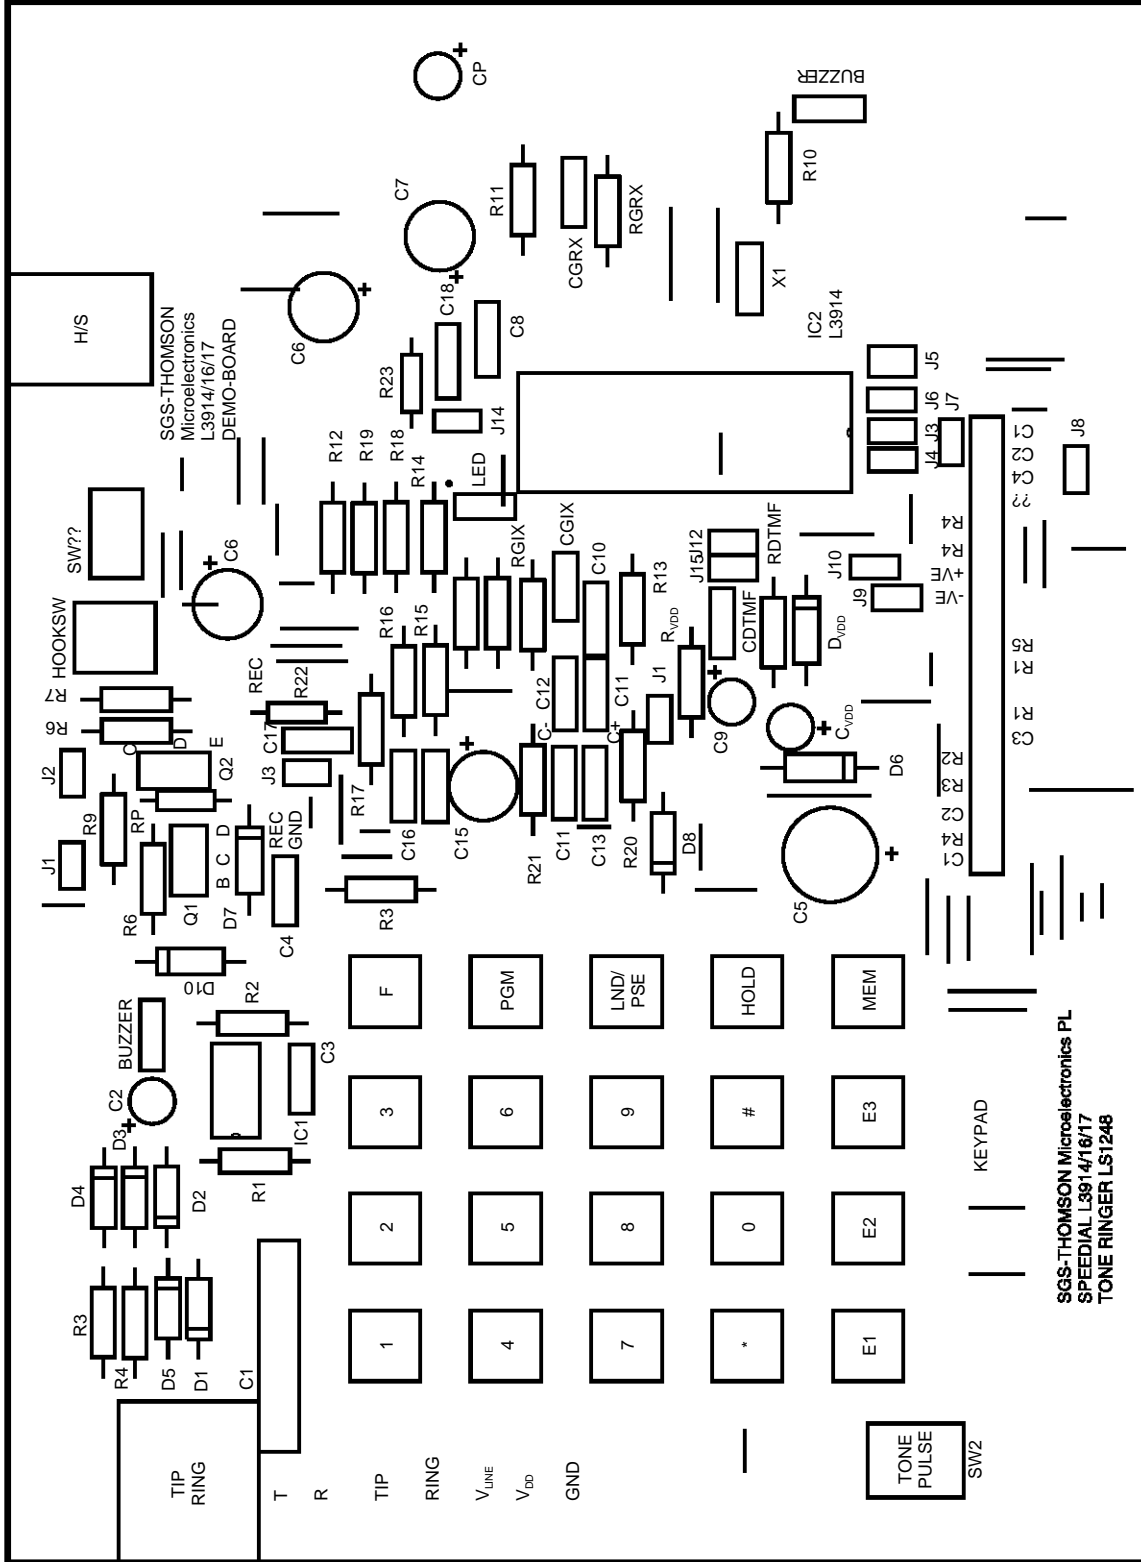 H/S
SGS-THOMSON
Microelectronics
L3914/16/17
DEMO-BOARD
CP
C7
C6
R11
CGRX
RGRX
BUZZER
R10
X1
IC2
L3914
C18
C8
R23
J14
R12
R19
R18
R14
LED
J5
J6
J7
J3
J4
J8
C1
C2
C4
??
R4
R4
+VE
-VE
R5
R1
R1
C3
R2
R3
C2
R4
C1
SW??
HOOKSW
C6
R7
R6
J2
C
D
E
Q2
R9
RP
J1
R6
Q1
B C D
D7
REC
R22
C17
J3
REC
GND
C4
R16
R15
R17
C16
C15
R3
RGIX
CGIX
C10
R13
C12
C11
C-
C+
R21
C11
C13
R20
D8
J1
RVDD
J15
J12
CDTMF
RDTMF
DVDD
J10
J9
C9
CVDD
D6
C5
D10
BUZZER
R2
C2
C3
IC1
R1
D3
D4
D2
R3
R4
D5
D1
C1
TIP
RING
T
R
TIP
RING
VLINE
VDD
GND
F
PGM
LND/
PSE
HOLD
MEM
3
6
9
#
E3
2
5
8
0
E2
1
4
7
*
E1
KEYPAD
TONE
PULSE
SW2
SGS-THOMSON Microelectronics PL
SPEEDIAL L3914/16/17
TONE RINGER LS1248